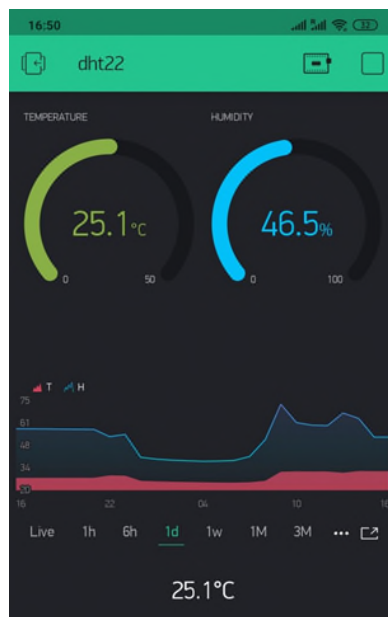 16:50 32
dht22
TEMPERATURE HUMIDITY
25.1°C 46.5%
0 50 0 100
T H
75
61
48
34
20
16 22 04 10 16
Live 1h 6h 1d 1w 1M 3M •••
25.1°C